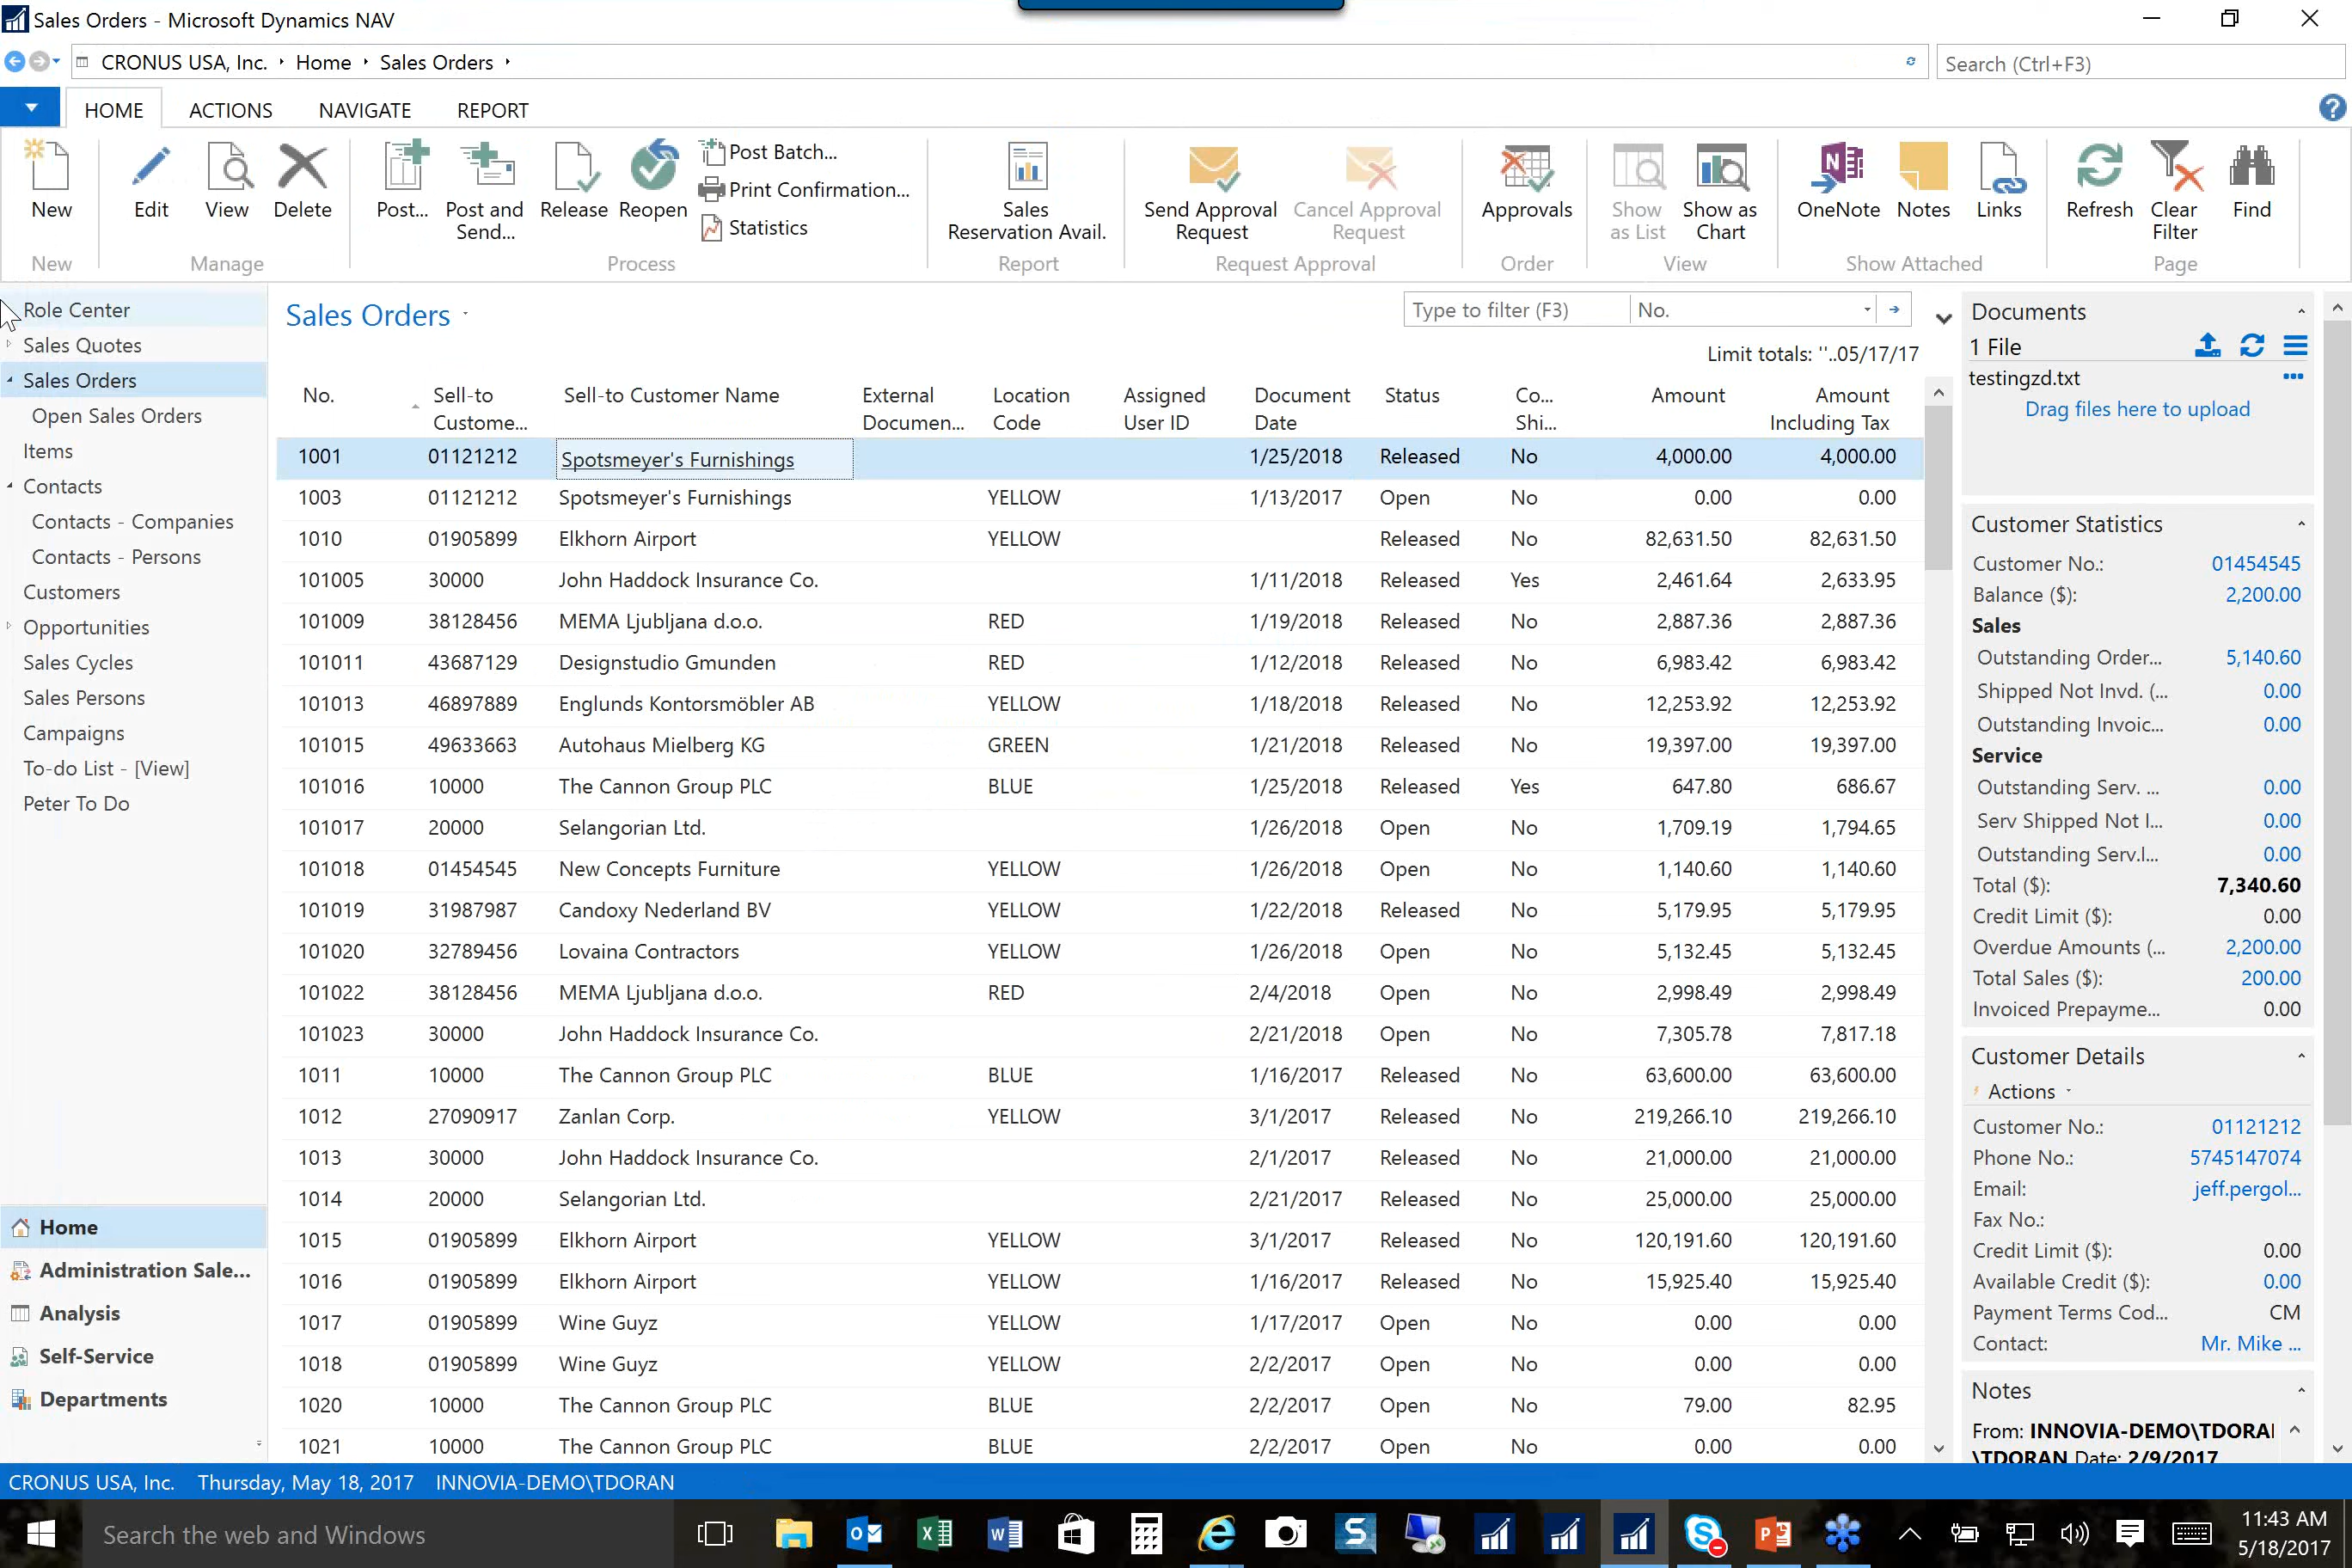 Sales Orders - Microsoft Dynamics NAV
CRONUS USA, Inc. Home Sales Orders
Search (Ctrl+F3)
HOME ACTIONS NAVIGATE REPORT
New
Edit
View
Delete
Post...
Post and
Send...
Release
Reopen
Post Batch...
Print Confirmation...
Statistics
Sales
Reservation Avail.
Send Approval
Request
Cancel Approval
Request
Approvals
Show
as List
Show as
Chart
OneNote
Notes
Links
Refresh
Clear
Filter
Find
New Manage Process Report Request Approval Order View Show Attached Page
Role Center
Sales Quotes
Sales Orders
Open Sales Orders
Items
Contacts
Contacts - Companies
Contacts - Persons
Customers
Opportunities
Sales Cycles
Sales Persons
Campaigns
To-do List - [View]
Peter To Do
Home
Administration Sale...
Analysis
Self-Service
Departments
Sales Orders
Type to filter (F3) No.
Limit totals: ''..05/17/17
No.
Sell-to
Custome...
Sell-to Customer Name
External
Documen...
Location
Code
Assigned
User ID
Document
Date
Status
Co...
Shi...
Amount
Amount
Including Tax
1001 01121212 Spotsmeyer's Furnishings 1/25/2018 Released No 4,000.00 4,000.00
1003 01121212 Spotsmeyer's Furnishings YELLOW 1/13/2017 Open No 0.00 0.00
1010 01905899 Elkhorn Airport YELLOW Released No 82,631.50 82,631.50
101005 30000 John Haddock Insurance Co. 1/11/2018 Released Yes 2,461.64 2,633.95
101009 38128456 MEMA Ljubljana d.o.o. RED 1/19/2018 Released No 2,887.36 2,887.36
101011 43687129 Designstudio Gmunden RED 1/12/2018 Released No 6,983.42 6,983.42
101013 46897889 Englunds Kontorsmöbler AB YELLOW 1/18/2018 Released No 12,253.92 12,253.92
101015 49633663 Autohaus Mielberg KG GREEN 1/21/2018 Released No 19,397.00 19,397.00
101016 10000 The Cannon Group PLC BLUE 1/25/2018 Released Yes 647.80 686.67
101017 20000 Selangorian Ltd. 1/26/2018 Open No 1,709.19 1,794.65
101018 01454545 New Concepts Furniture YELLOW 1/26/2018 Open No 1,140.60 1,140.60
101019 31987987 Candoxy Nederland BV YELLOW 1/22/2018 Released No 5,179.95 5,179.95
101020 32789456 Lovaina Contractors YELLOW 1/26/2018 Open No 5,132.45 5,132.45
101022 38128456 MEMA Ljubljana d.o.o. RED 2/4/2018 Open No 2,998.49 2,998.49
101023 30000 John Haddock Insurance Co. 2/21/2018 Open No 7,305.78 7,817.18
1011 10000 The Cannon Group PLC BLUE 1/16/2017 Released No 63,600.00 63,600.00
1012 27090917 Zanlan Corp. YELLOW 3/1/2017 Released No 219,266.10 219,266.10
1013 30000 John Haddock Insurance Co. 2/1/2017 Released No 21,000.00 21,000.00
1014 20000 Selangorian Ltd. 2/21/2017 Released No 25,000.00 25,000.00
1015 01905899 Elkhorn Airport YELLOW 3/1/2017 Released No 120,191.60 120,191.60
1016 01905899 Elkhorn Airport YELLOW 1/16/2017 Released No 15,925.40 15,925.40
1017 01905899 Wine Guyz YELLOW 1/17/2017 Open No 0.00 0.00
1018 01905899 Wine Guyz YELLOW 2/2/2017 Open No 0.00 0.00
1020 10000 The Cannon Group PLC BLUE 2/2/2017 Open No 79.00 82.95
1021 10000 The Cannon Group PLC BLUE 2/2/2017 Open No 0.00 0.00
Documents
1 File
testingzd.txt
Drag files here to upload
Customer Statistics
Customer No.: 01454545
Balance ($): 2,200.00
Sales
Outstanding Order... 5,140.60
Shipped Not Invd. (... 0.00
Outstanding Invoic... 0.00
Service
Outstanding Serv. ... 0.00
Serv Shipped Not I... 0.00
Outstanding Serv.I... 0.00
Total ($): 7,340.60
Credit Limit ($): 0.00
Overdue Amounts (... 2,200.00
Total Sales ($): 200.00
Invoiced Prepayme... 0.00
Customer Details
Actions
Customer No.: 01121212
Phone No.: 5745147074
Email: jeff.pergol...
Fax No.:
Credit Limit ($): 0.00
Available Credit ($): 0.00
Payment Terms Cod... CM
Contact: Mr. Mike ...
Notes
From: INNOVIA-DEMO\TDORAI
\TDORAN Date: 2/9/2017
CRONUS USA, Inc. Thursday, May 18, 2017 INNOVIA-DEMO\TDORAN
Search the web and Windows
11:43 AM
5/18/2017